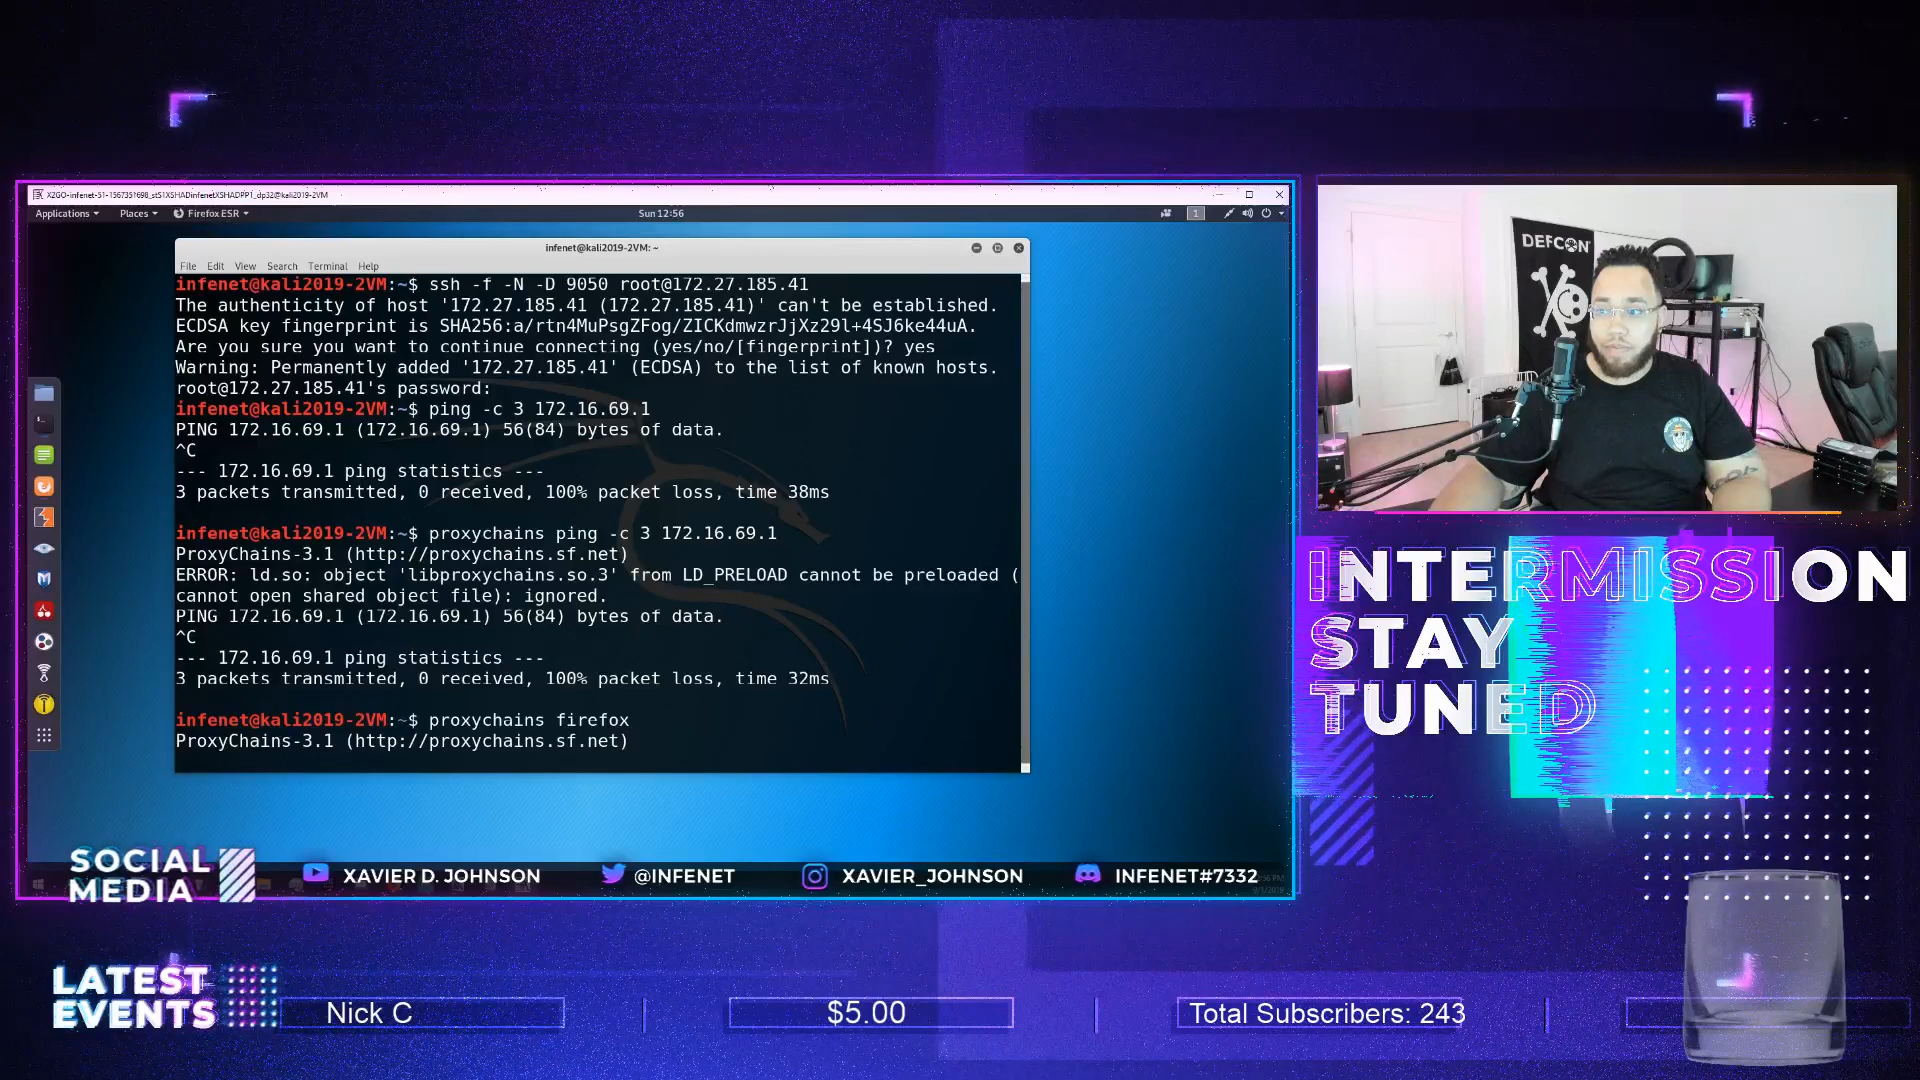 X2GO-infenet-51-1567351698_stS1XSHADinfenetXSHADPP1_dp32@kali2019-2VM
Applications
Places
Firefox ESR
Sun 12:56
1
infenet@kali2019-2VM: ~
File Edit View Search Terminal Help
infenet@kali2019-2VM:~$ ssh -f -N -D 9050 root@172.27.185.41
The authenticity of host '172.27.185.41 (172.27.185.41)' can't be established.
ECDSA key fingerprint is SHA256:a/rtn4MuPsgZFog/ZICKdmwzrJjXz29l+4SJ6ke44uA.
Are you sure you want to continue connecting (yes/no/[fingerprint])? yes
Warning: Permanently added '172.27.185.41' (ECDSA) to the list of known hosts.
root@172.27.185.41's password:
infenet@kali2019-2VM:~$ ping -c 3 172.16.69.1
PING 172.16.69.1 (172.16.69.1) 56(84) bytes of data.
^C
--- 172.16.69.1 ping statistics ---
3 packets transmitted, 0 received, 100% packet loss, time 38ms
infenet@kali2019-2VM:~$ proxychains ping -c 3 172.16.69.1
ProxyChains-3.1 (http://proxychains.sf.net)
ERROR: ld.so: object 'libproxychains.so.3' from LD_PRELOAD cannot be preloaded (
cannot open shared object file): ignored.
PING 172.16.69.1 (172.16.69.1) 56(84) bytes of data.
^C
--- 172.16.69.1 ping statistics ---
3 packets transmitted, 0 received, 100% packet loss, time 32ms
infenet@kali2019-2VM:~$ proxychains firefox
ProxyChains-3.1 (http://proxychains.sf.net)
DEFCON
INTERMISSION
STAY
TUNED
SOCIAL
MEDIA
XAVIER D. JOHNSON
@INFENET
XAVIER_JOHNSON
INFENET#7332
LATEST
EVENTS
Nick C
$5.00
Total Subscribers: 243